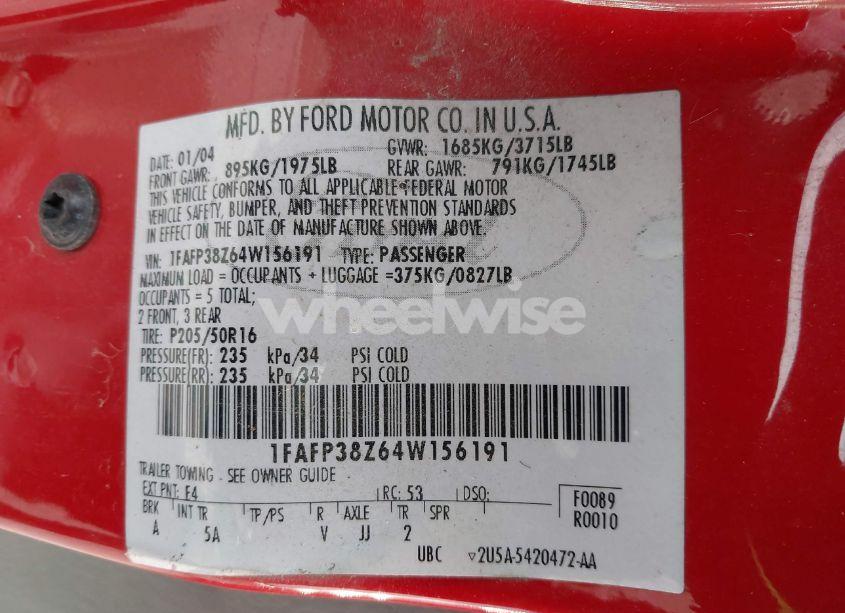 MFD. BY FORD MOTOR CO. IN U.S.A.
DATE: 01/04 GVWR: 1685KG/3715LB
FRONT GAWR: 895KG/1975LB REAR GAWR: 791KG/1745LB
THIS VEHICLE CONFORMS TO ALL APPLICABLE FEDERAL MOTOR
VEHICLE SAFETY, BUMPER, AND THEFT PREVENTION STANDARDS
IN EFFECT ON THE DATE OF MANUFACTURE SHOWN ABOVE.
VIN: 1FAFP38Z64W156191 TYPE: PASSENGER
MAXIMUM LOAD = OCCUPANTS + LUGGAGE =375KG/0827LB
OCCUPANTS = 5 TOTAL;
2 FRONT, 3 REAR
wheelwise
TIRE: P205/50R16
PRESSURE(FR): 235 kPa/34 PSI COLD
PRESSURE(RR): 235 kPa/34 PSI COLD
1FAFP38Z64W156191
TRAILER TOWING - SEE OWNER GUIDE
EXT PNT: E4 RC: 53 DSO: F0089
BRK INT TR TP/PS R AXLE TR SPR R0010
A 5A V JJ 2
UBC ▽2U5A-5420472-AA